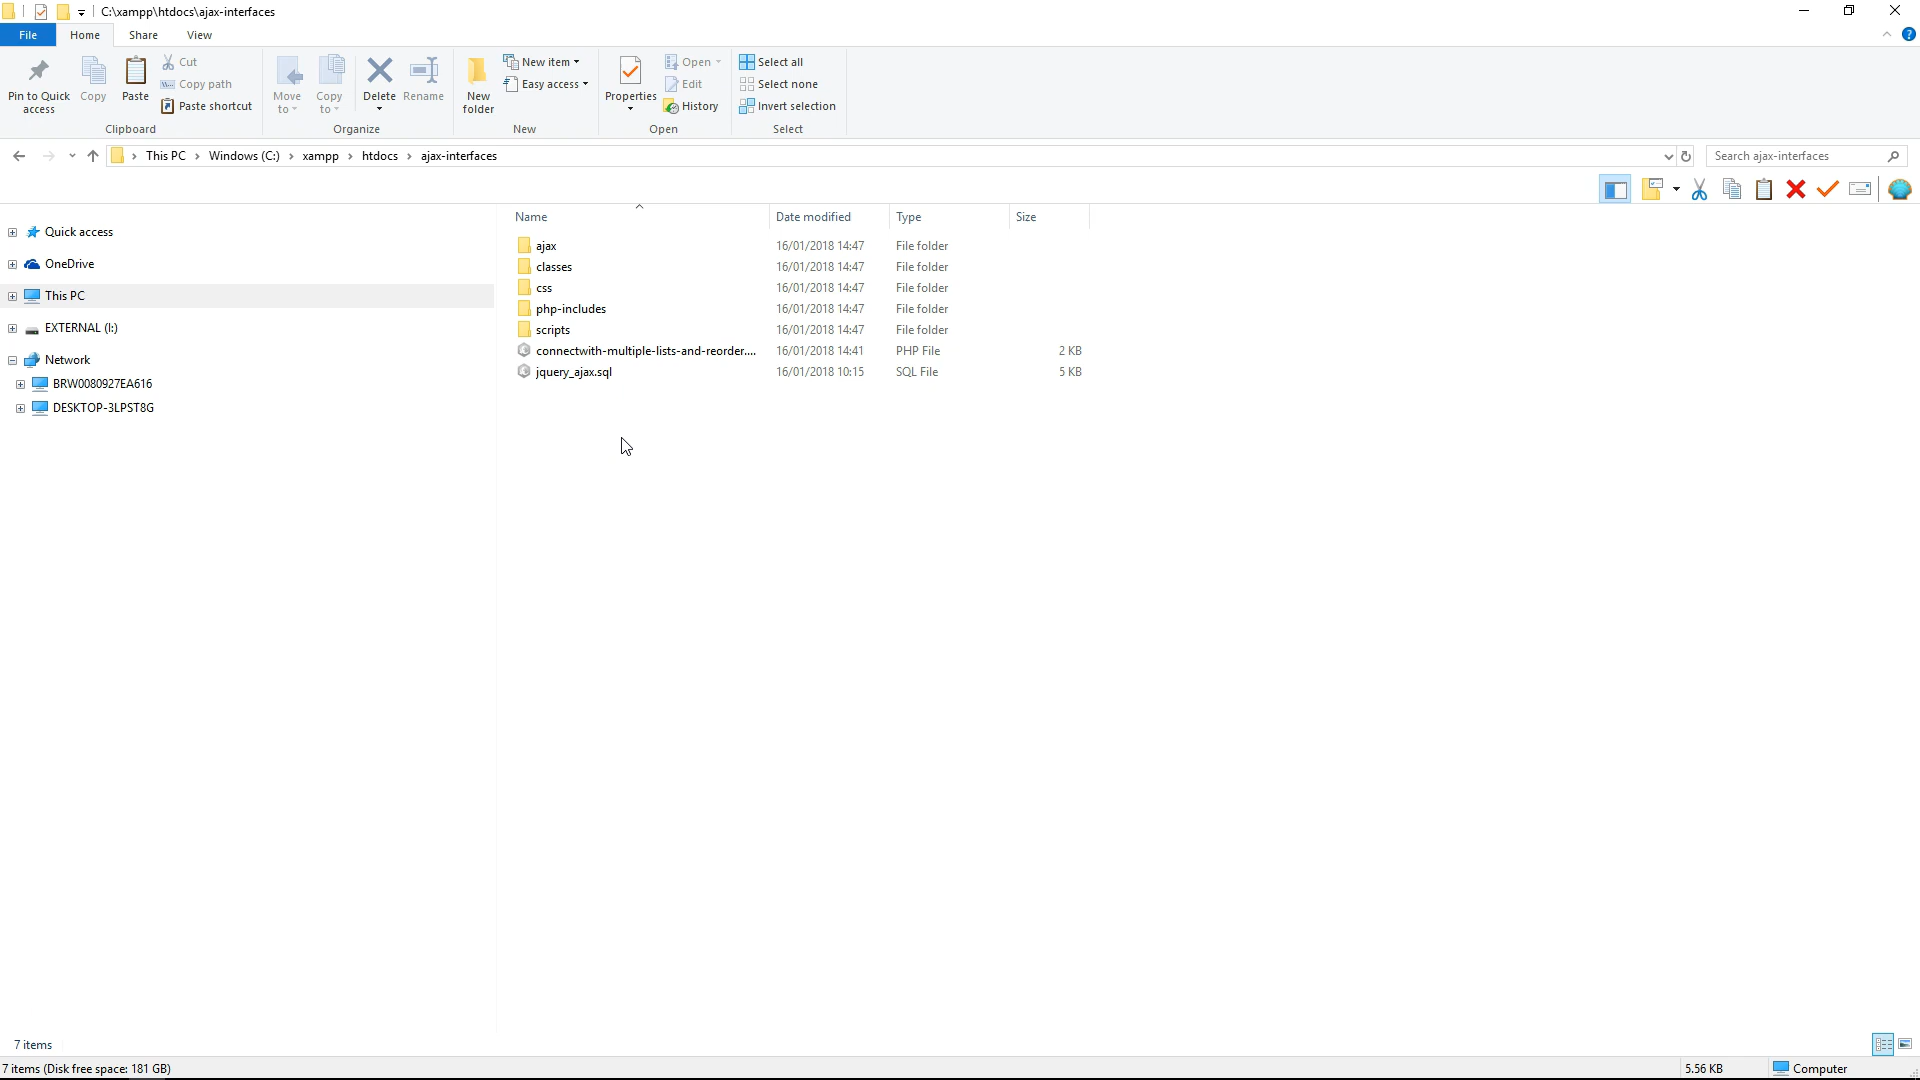 C:\xampp\htdocs\ajax-interfaces
File Home Share View
Pin to Quick access
Copy
Paste
Cut
Copy path
Paste shortcut
Clipboard
Move to
Copy to
Delete
Rename
Organize
New folder
New item
Easy access
New
Properties
Open
Edit
History
Open
Select all
Select none
Invert selection
Select
This PC > Windows (C:) > xampp > htdocs > ajax-interfaces
Search ajax-interfaces
Quick access
OneDrive
This PC
EXTERNAL (I:)
Network
BRW0080927EA616
DESKTOP-3LPST8G
Name Date modified Type Size
ajax 16/01/2018 14:47 File folder
classes 16/01/2018 14:47 File folder
css 16/01/2018 14:47 File folder
php-includes 16/01/2018 14:47 File folder
scripts 16/01/2018 14:47 File folder
connectwith-multiple-lists-and-reorder.... 16/01/2018 14:41 PHP File 2 KB
jquery_ajax.sql 16/01/2018 10:15 SQL File 5 KB
7 items
7 items (Disk free space: 181 GB) 5.56 KB Computer